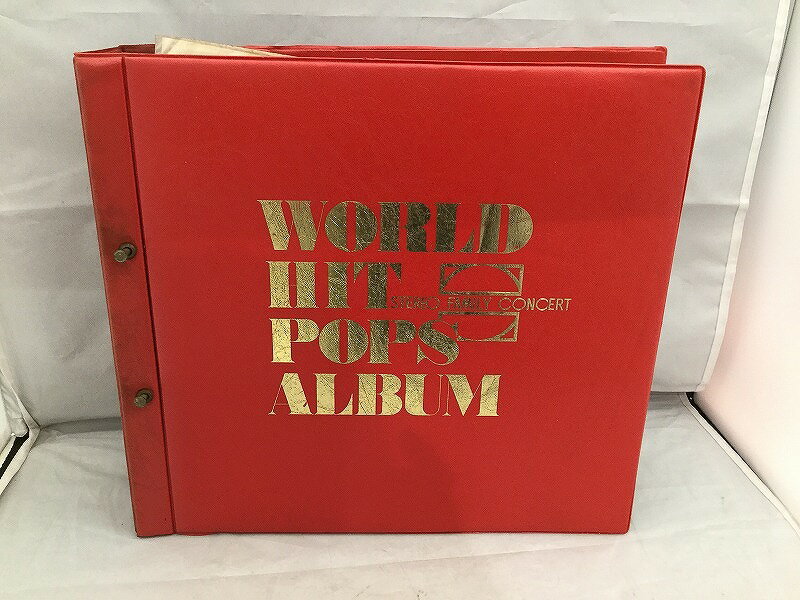 WORLD
HIT
STEREO FAMILY CONCERT
POPS
ALBUM